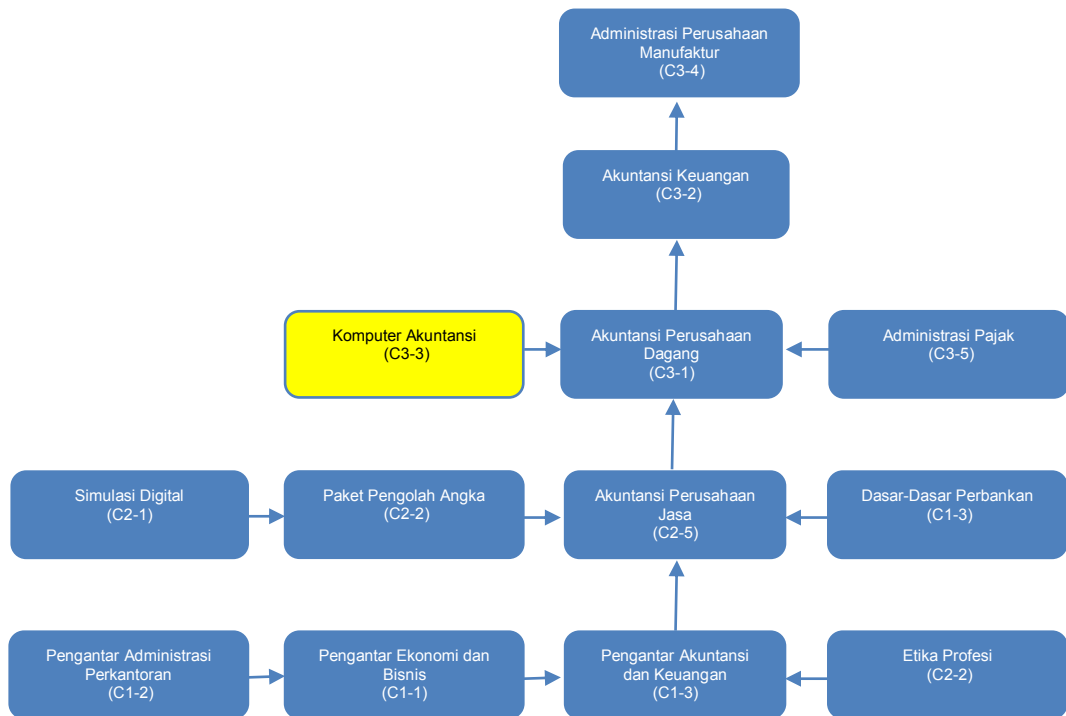 Administrasi Perusahaan
Manufaktur
(C3-4)
Akuntansi Keuangan
(C3-2)
Komputer Akuntansi
(C3-3)
Akuntansi Perusahaan
Dagang
(C3-1)
Administrasi Pajak
(C3-5)
Simulasi Digital
(C2-1)
Paket Pengolah Angka
(C2-2)
Akuntansi Perusahaan
Jasa
(C2-5)
Dasar-Dasar Perbankan
(C1-3)
Pengantar Administrasi
Perkantoran
(C1-2)
Pengantar Ekonomi dan
Bisnis
(C1-1)
Pengantar Akuntansi
dan Keuangan
(C1-3)
Etika Profesi
(C2-2)